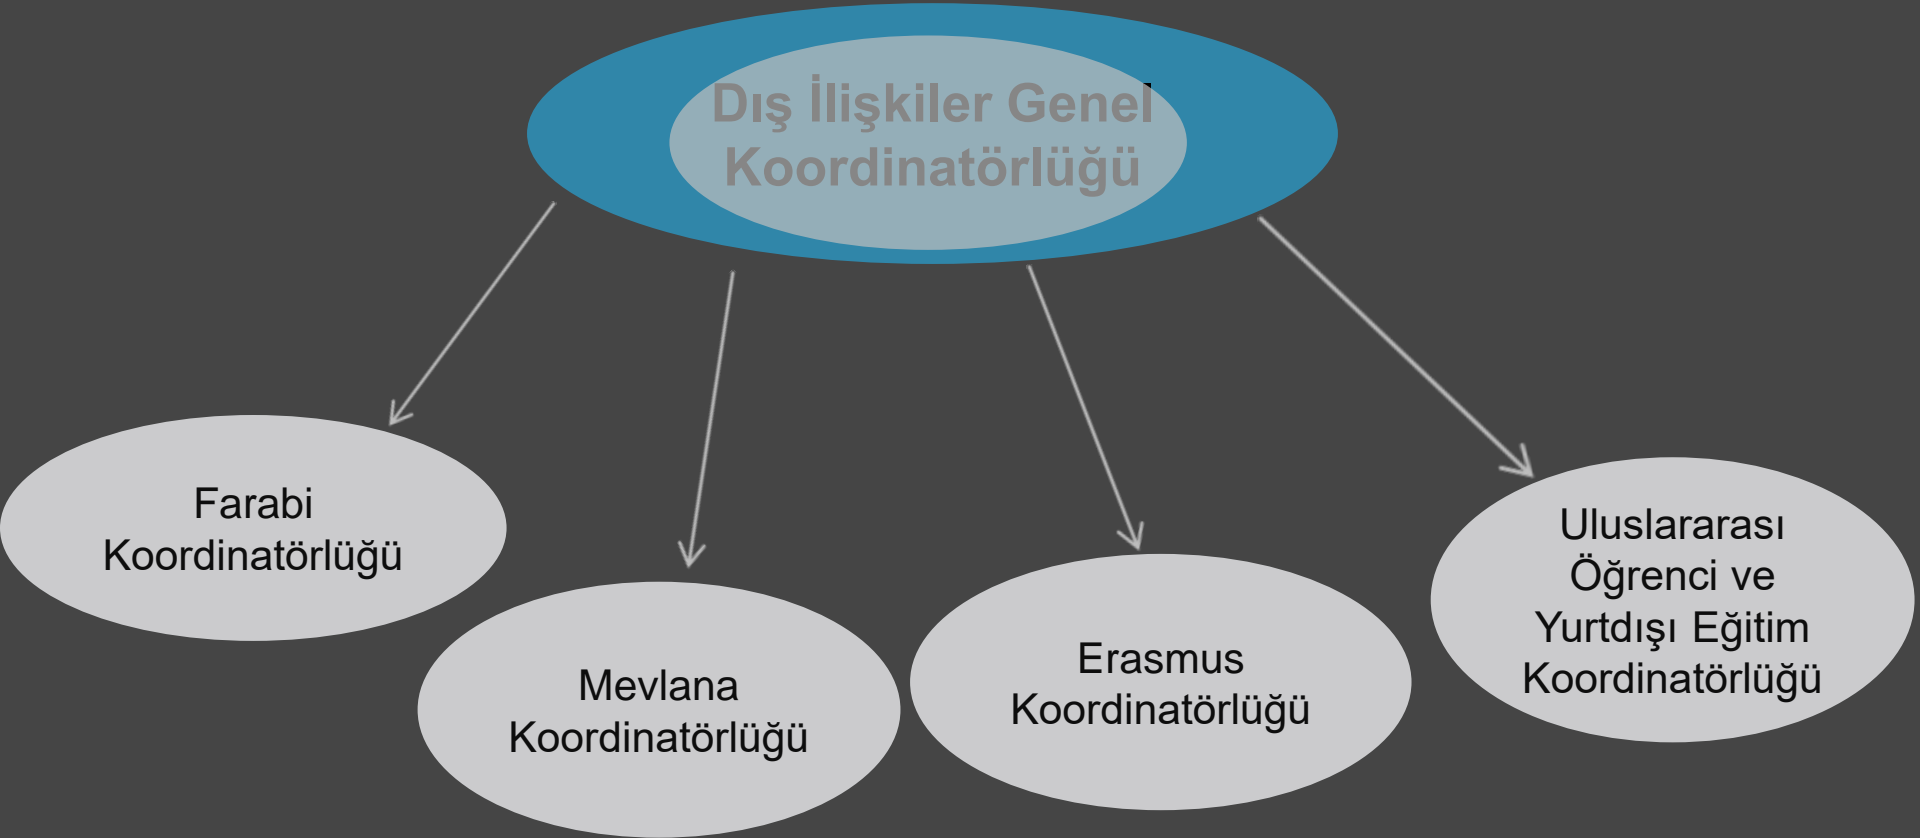 Dış İlişkiler Genel
Koordinatörlüğü
Farabi
Koordinatörlüğü
Mevlana
Koordinatörlüğü
Erasmus
Koordinatörlüğü
Uluslararası
Öğrenci ve
Yurtdışı Eğitim
Koordinatörlüğü